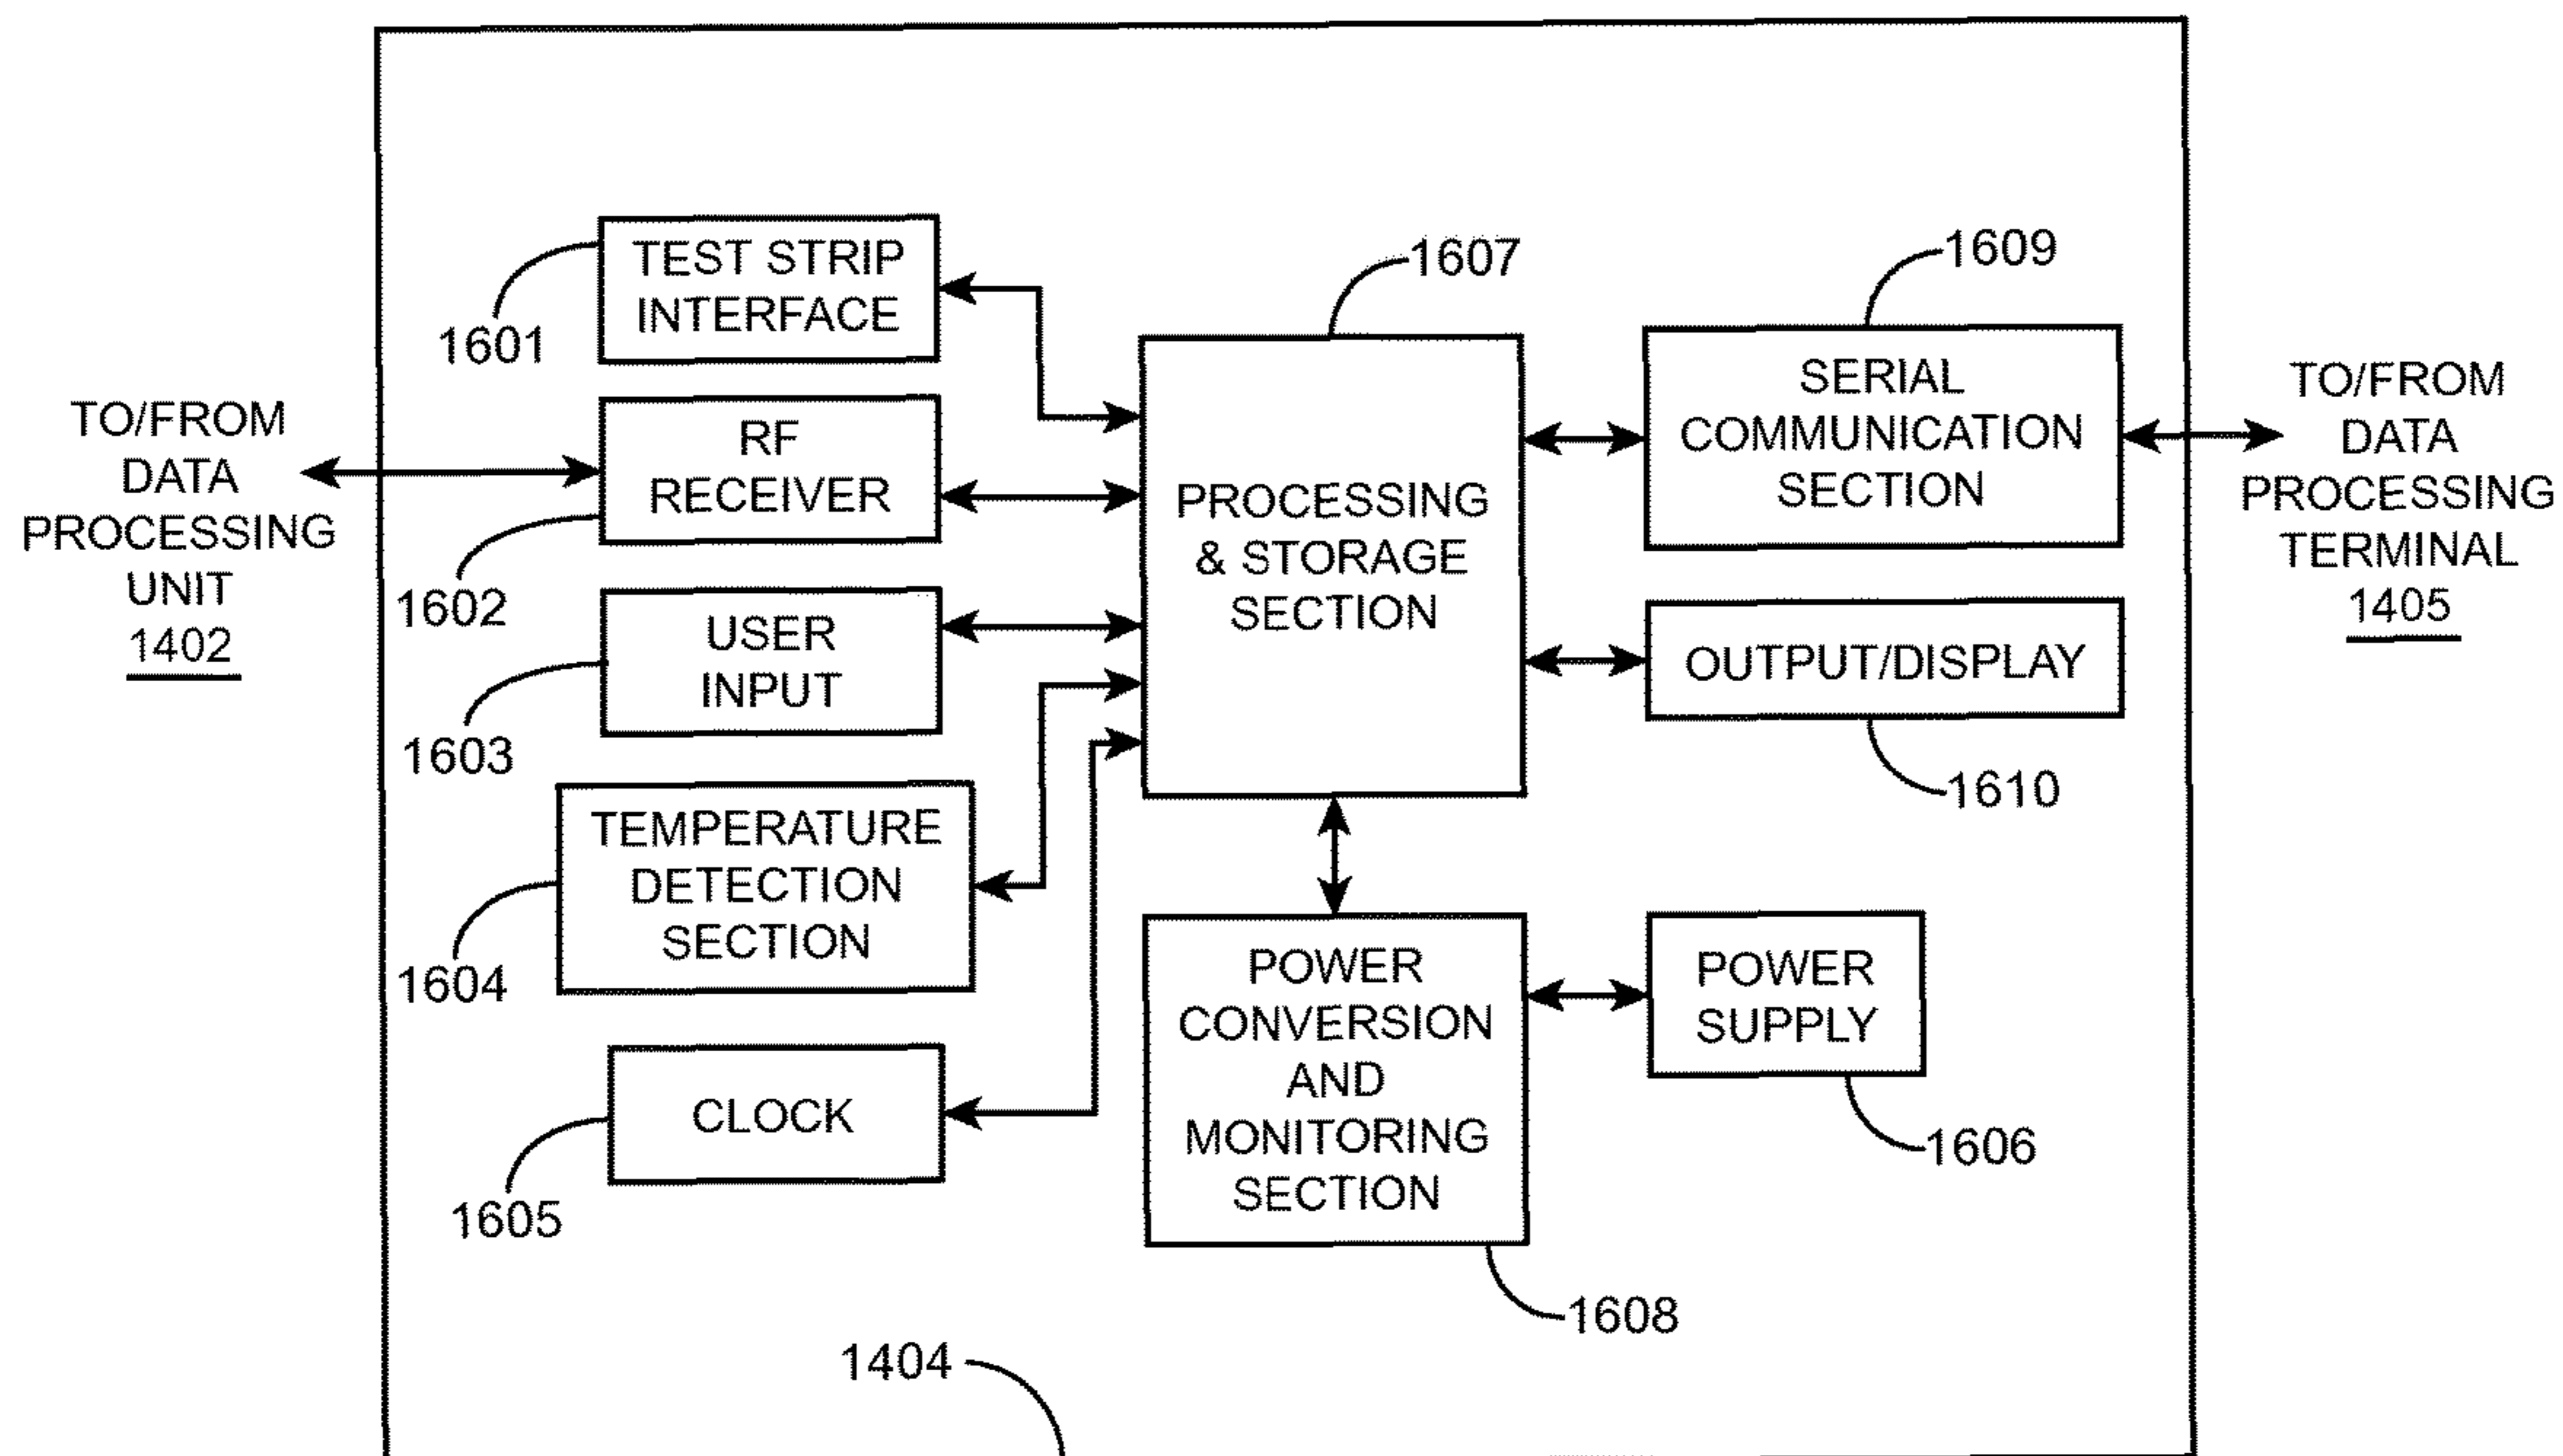 TO/FROM
DATA
PROCESSING
UNIT
1402
TEST STRIP
INTERFACE
1601
RF
RECEIVER
1602
USER
INPUT
1603
TEMPERATURE
DETECTION
SECTION
1604
CLOCK
1605
1607
PROCESSING
& STORAGE
SECTION
POWER
CONVERSION
AND
MONITORING
SECTION
1608
1609
SERIAL
COMMUNICATION
SECTION
OUTPUT/DISPLAY
1610
POWER
SUPPLY
1606
TO/FROM
DATA
PROCESSING
TERMINAL
1405
1404